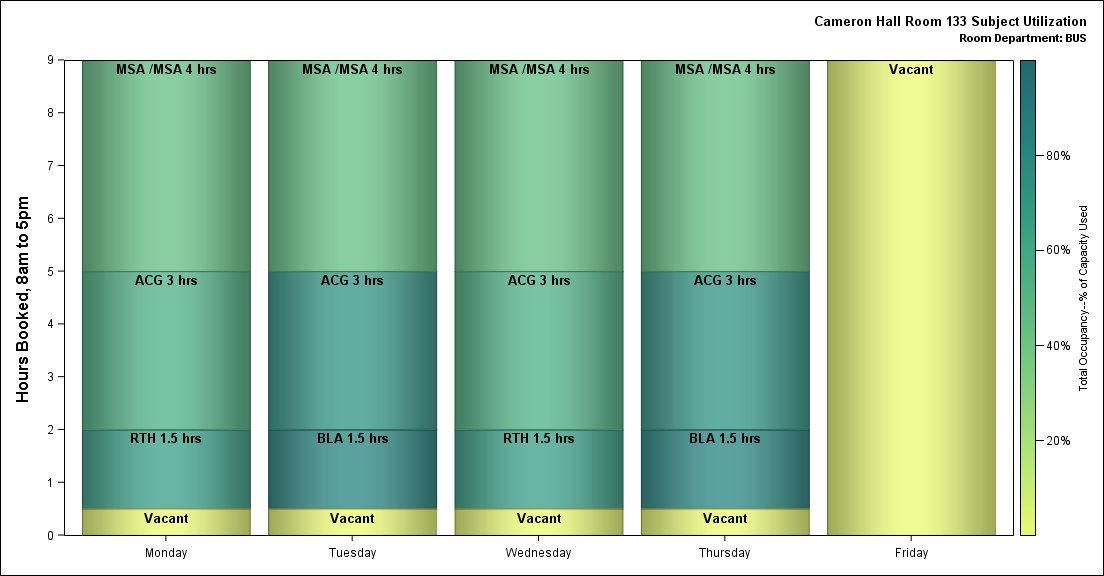 Cameron Hall Room 133 Subject Utilization
Room Department: BUS
Hours Booked, 8am to 5pm
9
8
7
6
5
4
3
2
1
0
MSA /MSA 4 hrs
ACG 3 hrs
RTH 1.5 hrs
Vacant
MSA /MSA 4 hrs
ACG 3 hrs
BLA 1.5 hrs
Vacant
MSA /MSA 4 hrs
ACG 3 hrs
RTH 1.5 hrs
Vacant
MSA /MSA 4 hrs
ACG 3 hrs
BLA 1.5 hrs
Vacant
Vacant
Monday
Tuesday
Wednesday
Thursday
Friday
80%
60%
40%
20%
Total Occupancy--% of Capacity Used